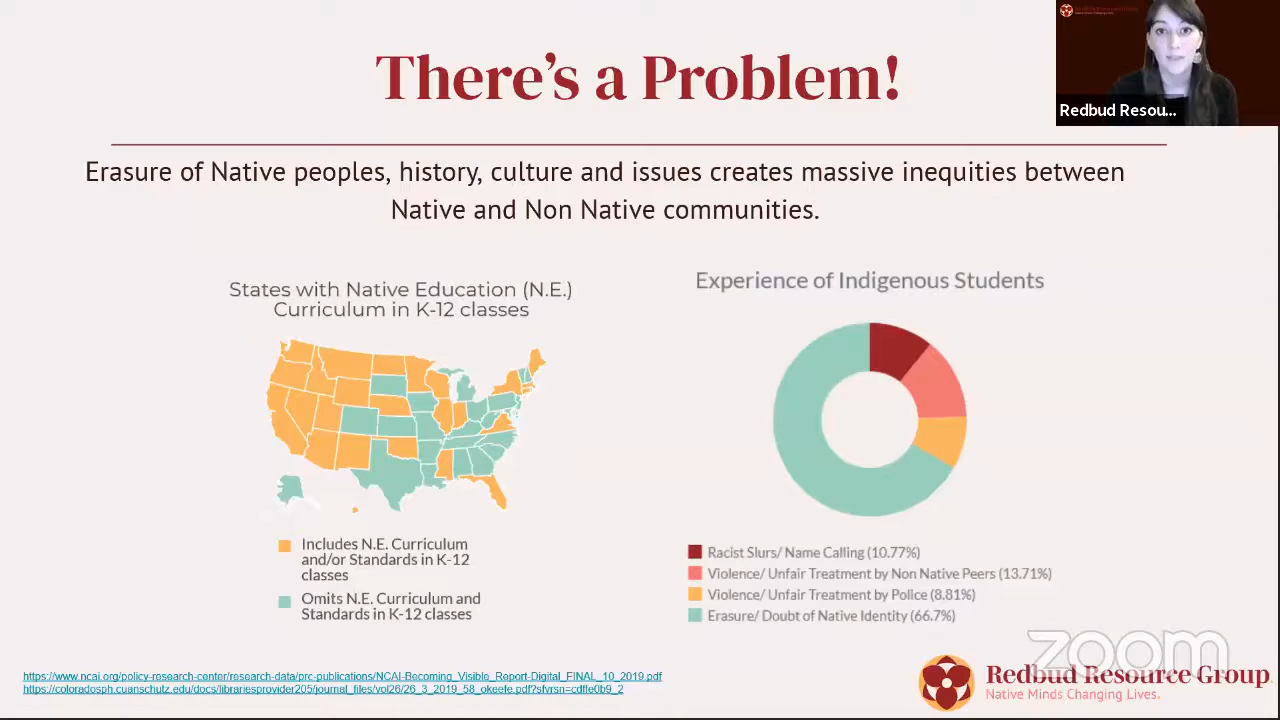 There's a Problem!
Redbud Resou...
Erasure of Native peoples, history, culture and issues creates massive inequities between
Native and Non Native communities.
States with Native Education (N.E.)
Curriculum in K-12 classes
Includes N.E. Curriculum
and/or Standards in K-12
classes
Omits N.E. Curriculum and
Standards in K-12 classes
Experience of Indigenous Students
Racist Slurs/ Name Calling (10.77%)
Violence/ Unfair Treatment by Non Native Peers (13.71%)
Violence/ Unfair Treatment by Police (8.81%)
Erasure/ Doubt of Native Identity (66.7%)
https://www.ncai.org/policy-research-center/research-data/prc-publications/NCAI-Becoming_Visible_Report-Digital_FINAL_10_2019.pdf
https://coloradosph.cuanschutz.edu/docs/librariesprovider205/journal_files/vol26/26_3_2019_58_okeefe.pdf?sfvrsn=cdffe0b9_2
zoom
Redbud Resource Group
Native Minds Changing Lives.